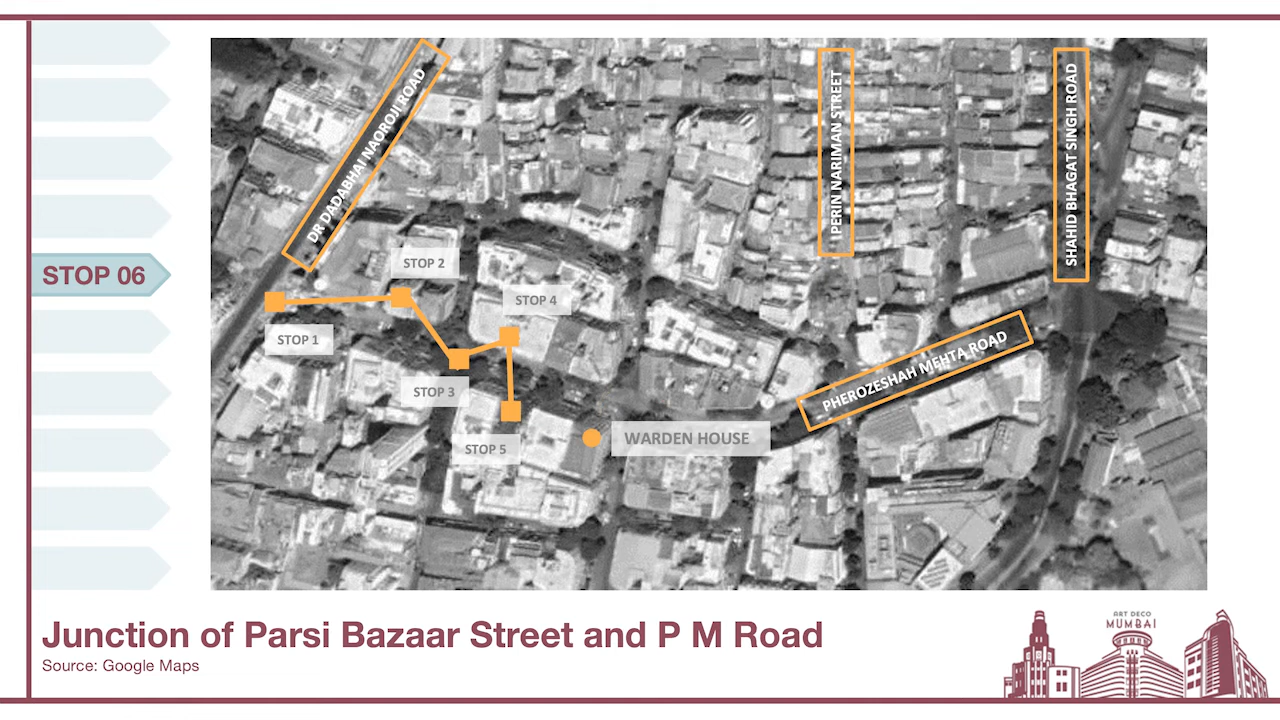 DR DADABHAI NAOROJI ROAD
PERIN NARIMAN STREET
SHAHID BHAGAT SINGH ROAD
STOP 06
STOP 2
STOP 4
STOP 1
PHEROZESHAH MEHTA ROAD
STOP 3
STOP 5
WARDEN HOUSE
Junction of Parsi Bazaar Street and P M Road
Source: Google Maps
ART DECO
MUMBAI